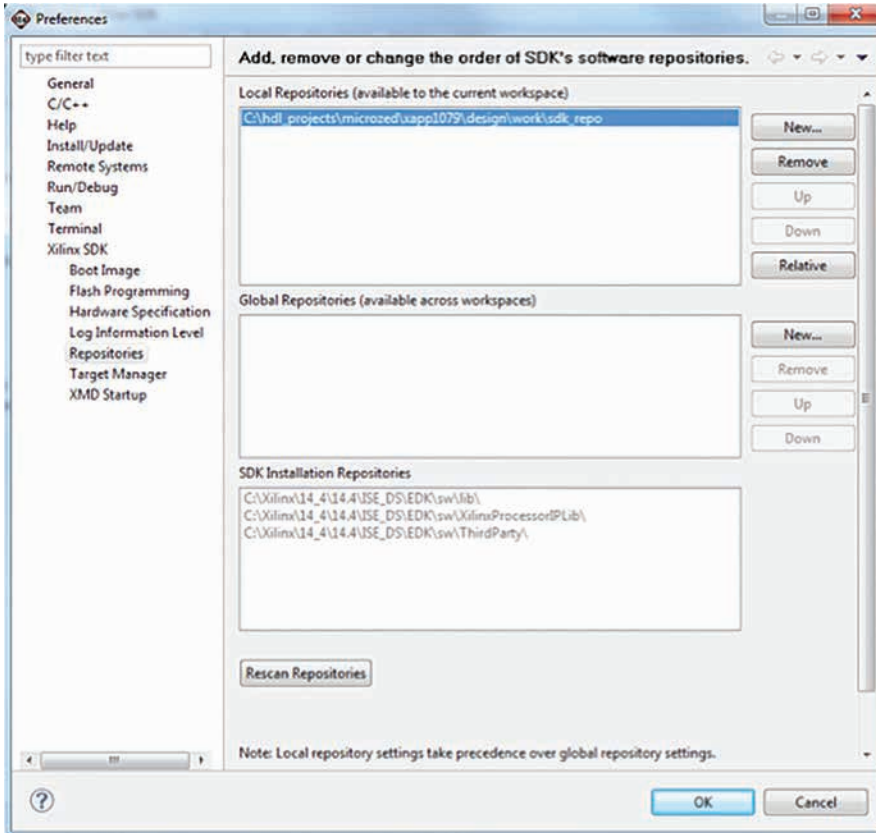 Preferences
type filter text
General
C/C++
Help
Install/Update
Remote Systems
Run/Debug
Team
Terminal
Xilinx SDK
Boot Image
Flash Programming
Hardware Specification
Log Information Level
Repositories
Target Manager
XMD Startup
Add, remove or change the order of SDK's software repositories.
Local Repositories (available to the current workspace)
C:\hdl_projects\microzed\xapp1079\design\work\sdk_repo
New...
Remove
Up
Down
Relative
Global Repositories (available across workspaces)
New...
Remove
Up
Down
SDK Installation Repositories
C:\Xilinx\14_4\14.4\ISE_DS\EDK\sw\lib\
C:\Xilinx\14_4\14.4\ISE_DS\EDK\sw\XilinxProcessorIPLib\
C:\Xilinx\14_4\14.4\ISE_DS\EDK\sw\ThirdParty\
Rescan Repositories
Note: Local repository settings take precedence over global repository settings.
?
OK
Cancel